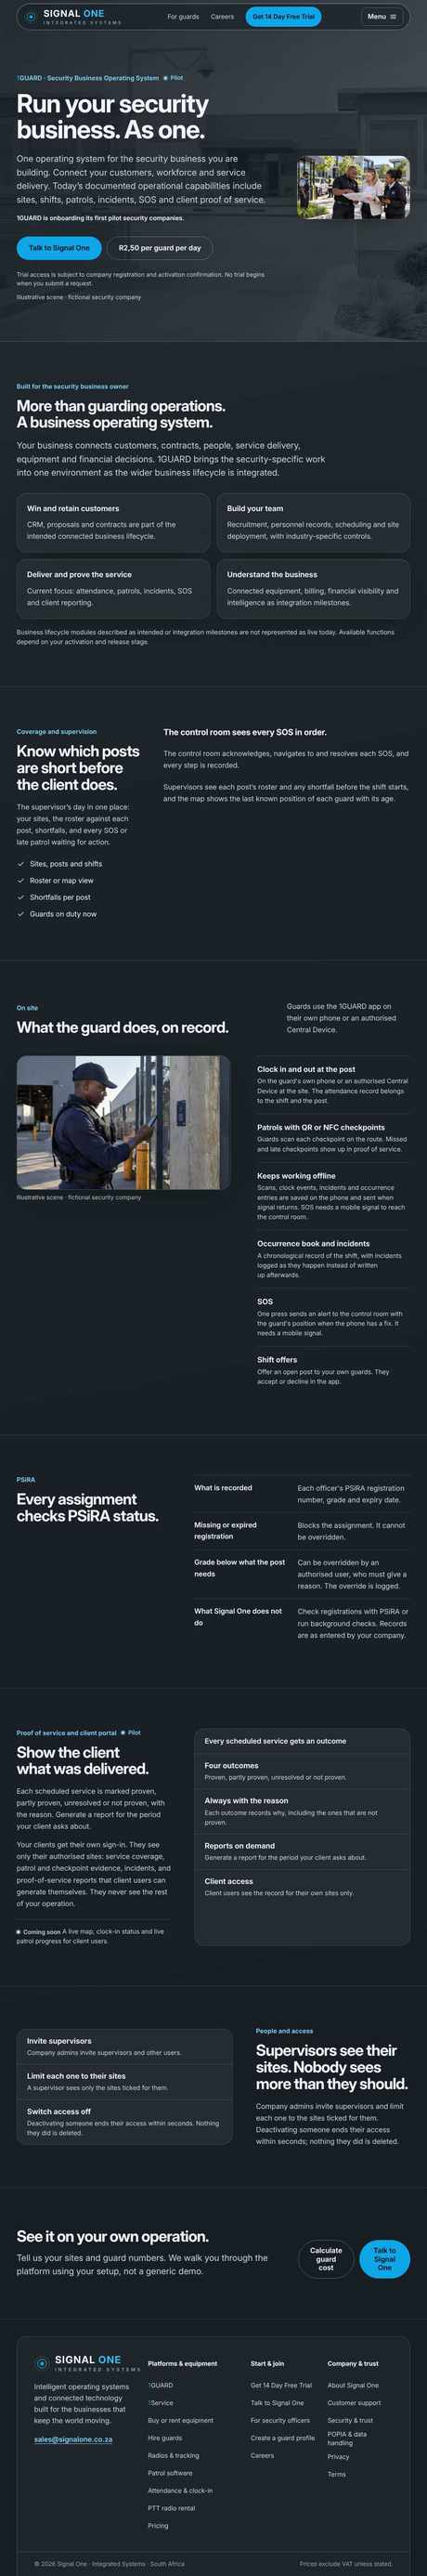 SIGNAL ONE
INTEGRATED SYSTEMS
For guards
Careers
Get 14 Day Free Trial
Menu
1GUARD · Security Business Operating System
Pilot
Run your security
business. As one.
One operating system for the security business you are
building. Connect your customers, workforce and service
delivery. Today's documented operational capabilities include
sites, shifts, patrols, incidents, SOS and client proof of service.
1GUARD is onboarding its first pilot security companies.
Talk to Signal One
R2,50 per guard per day
Trial access is subject to company registration and activation confirmation. No trial begins
when you submit a request.
Illustrative scene · fictional security company
Built for the security business owner
More than guarding operations.
A business operating system.
Your business connects customers, contracts, people, service delivery,
equipment and financial decisions. 1GUARD brings the security-specific work
into one environment as the wider business lifecycle is integrated.
Win and retain customers
CRM, proposals and contracts are part of the
intended connected business lifecycle.
Build your team
Recruitment, personnel records, scheduling and site
deployment, with industry-specific controls.
Deliver and prove the service
Current focus: attendance, patrols, incidents, SOS
and client reporting.
Understand the business
Connected equipment, billing, financial visibility and
intelligence as integration milestones.
Business lifecycle modules described as intended or integration milestones are not represented as live today. Available functions
depend on your activation and release stage.
Coverage and supervision
Know which posts
are short before
the client does.
The supervisor's day in one place:
your sites, the roster against each
post, shortfalls, and every SOS or
late patrol waiting for action.
Sites, posts and shifts
Roster or map view
Shortfalls per post
Guards on duty now
The control room sees every SOS in order.
The control room acknowledges, navigates to and resolves each SOS, and
every step is recorded.
Supervisors see each post's roster and any shortfall before the shift starts,
and the map shows the last known position of each guard with its age.
On site
What the guard does, on record.
Guards use the 1GUARD app on
their own phone or an authorised
Central Device.
Illustrative scene · fictional security company
Clock in and out at the post
On the guard's own phone or an authorised Central
Device at the site. The attendance record belongs
to the shift and the post.
Patrols with QR or NFC checkpoints
Guards scan each checkpoint on the route. Missed
and late checkpoints show up in proof of service.
Keeps working offline
Scans, clock events, incidents and occurrence
entries are saved on the phone and sent when
signal returns. SOS needs a mobile signal to reach
the control room.
Occurrence book and incidents
A chronological record of the shift, with incidents
logged as they happen instead of written
up afterwards.
SOS
One press sends an alert to the control room with
the guard's position when the phone has a fix. It
needs a mobile signal.
Shift offers
Offer an open post to your own guards. They
accept or decline in the app.
PSiRA
Every assignment
checks PSiRA status.
What is recorded
Each officer's PSiRA registration
number, grade and expiry date.
Missing or expired
registration
Blocks the assignment. It cannot
be overridden.
Grade below what the post
needs
Can be overridden by an
authorised user, who must give a
reason. The override is logged.
What Signal One does not
do
Check registrations with PSiRA or
run background checks. Records
are as entered by your company.
Proof of service and client portal
Pilot
Show the client
what was delivered.
Each scheduled service is marked proven,
partly proven, unresolved or not proven, with
the reason. Generate a report for the period
your client asks about.
Your clients get their own sign-in. They see
only their authorised sites: service coverage,
patrol and checkpoint evidence, incidents, and
proof-of-service reports that client users can
generate themselves. They never see the rest
of your operation.
Coming soon A live map, clock-in status and live
patrol progress for client users.
Every scheduled service gets an outcome
Four outcomes
Proven, partly proven, unresolved or not proven.
Always with the reason
Each outcome records why, including the ones that are not
proven.
Reports on demand
Generate a report for the period your client asks about.
Client access
Client users see the record for their own sites only.
Invite supervisors
Company admins invite supervisors and other users.
Limit each one to their sites
A supervisor sees only the sites ticked for them.
Switch access off
Deactivating someone ends their access within seconds. Nothing
they did is deleted.
People and access
Supervisors see their
sites. Nobody sees
more than they should.
Company admins invite supervisors and limit
each one to the sites ticked for them.
Deactivating someone ends their access
within seconds; nothing they did is deleted.
See it on your own operation.
Tell us your sites and guard numbers. We walk you through the
platform using your setup, not a generic demo.
Calculate
guard
cost
Talk to
Signal
One
SIGNAL ONE
INTEGRATED SYSTEMS
Intelligent operating systems
and connected technology
built for the businesses that
keep the world moving.
sales@signalone.co.za
Platforms & equipment
1GUARD
1Service
Buy or rent equipment
Hire guards
Radios & tracking
Patrol software
Attendance & clock-in
PTT radio rental
Pricing
Start & join
Get 14 Day Free Trial
Talk to Signal One
For security officers
Create a guard profile
Careers
Company & trust
About Signal One
Customer support
Security & trust
POPIA & data
handling
Privacy
Terms
© 2026 Signal One · Integrated Systems · South Africa
Prices exclude VAT unless stated.